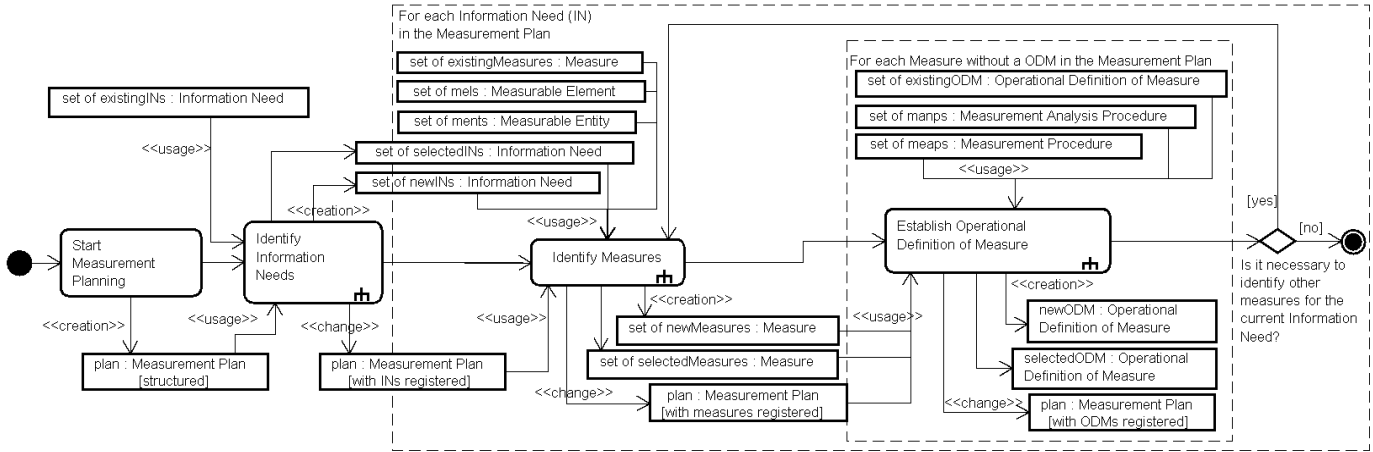 For each Information Need (IN)
in the Measurement Plan
set of existingMeasures : Measure
set of mels : Measurable Element
set of ments : Measurable Entity
set of existingINs : Information Need
<<usage>>
set of selectedINs : Information Need
set of newINs : Information Need
<<creation>>
<<usage>>
For each Measure without a ODM in the Measurement Plan
set of existingODM : Operational Definition of Measure
set of manps : Measurement Analysis Procedure
set of meaps : Measurement Procedure
<<usage>>
Start
Measurement
Planning
Identify
Information
Needs
Identify Measures
Establish Operational
Definition of Measure
[yes]
[no]
Is it necessary to
identify other
measures for the
current Information
Need?
<<creation>>
<<usage>>
<<change>>
<<usage>>
<<creation>>
<<usage>>
<<creation>>
plan : Measurement Plan
[structured]
plan : Measurement Plan
[with INs registered]
set of newMeasures : Measure
set of selectedMeasures : Measure
<<change>>
plan : Measurement Plan
[with measures registered]
newODM : Operational
Definition of Measure
selectedODM : Operational
Definition of Measure
<<change>>
plan : Measurement Plan
[with ODMs registered]